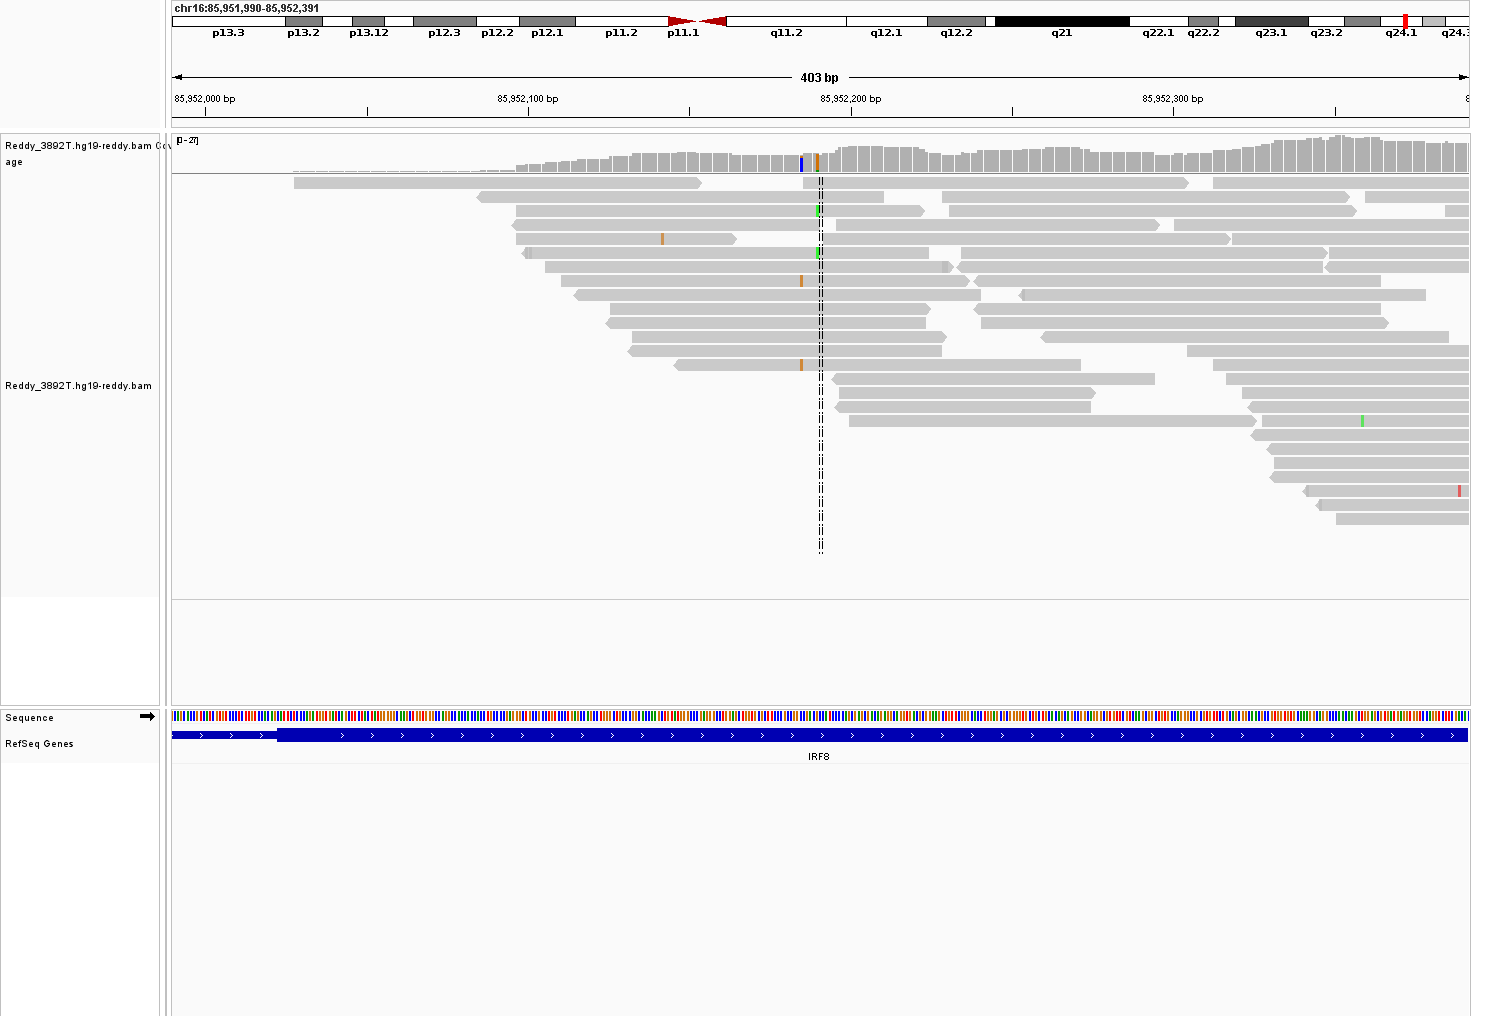 chr16:85,951,990-85,952,391
p13.3 p13.2 p13.12 p12.3 p12.2 p12.1 p11.2 p11.1 q11.2 q12.1 q12.2 q21 q22.1 q22.2 q23.1 q23.2 q24.1 q24.3
403 bp
85,952,000 bp 85,952,100 bp 85,952,200 bp 85,952,300 bp 8
[0 - 27]
Reddy_3892T.hg19-reddy.bam Cov
age
Reddy_3892T.hg19-reddy.bam
Sequence
RefSeq Genes
IRF8